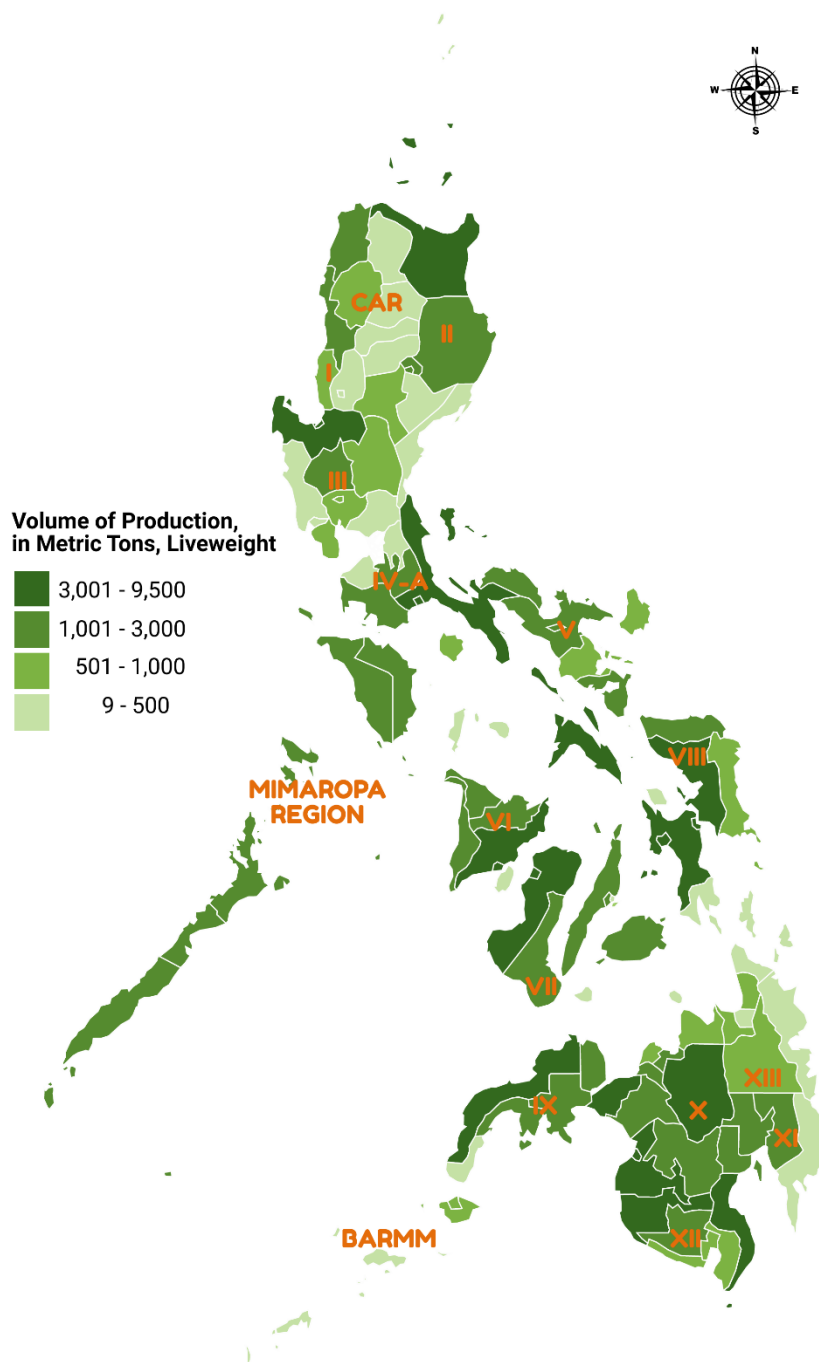 N
W
E
S
CAR
II
I
III
Volume of Production,
in Metric Tons, Liveweight
3,001 - 9,500
1,001 - 3,000
501 - 1,000
9 - 500
IV-A
V
VIII
MIMAROPA
REGION
VI
VII
XIII
IX
X
XI
BARMM
XII